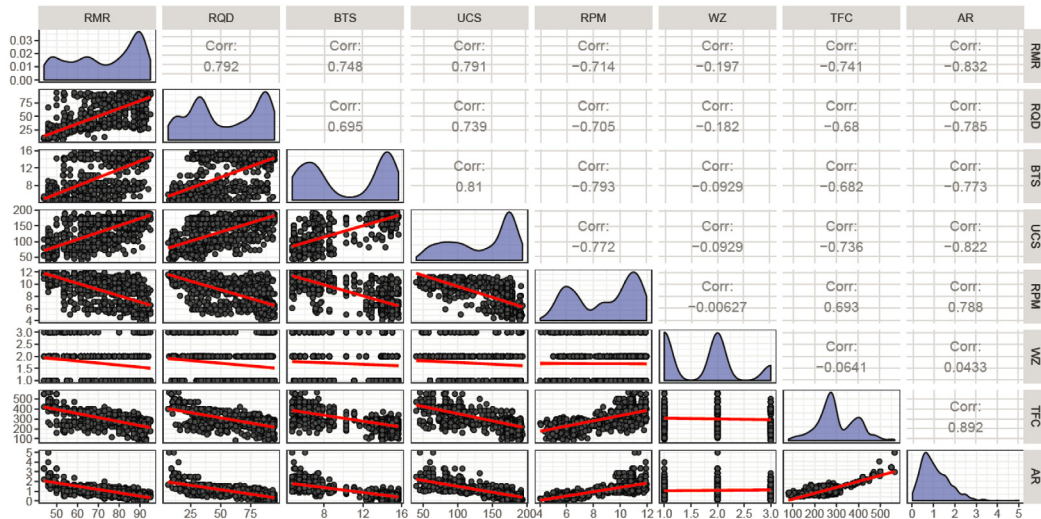 RMR RQD BTS UCS RPM WZ TFC AR
0.03
0.02
0.01
0.00
Corr: Corr: Corr: Corr: Corr: Corr: Corr:
0.792 0.748 0.791 −0.714 −0.197 −0.741 −0.832
RMR
75
50
25
Corr: Corr: Corr: Corr: Corr: Corr:
0.695 0.739 −0.705 −0.182 −0.68 −0.785
RQD
16
12
8
Corr: Corr: Corr: Corr: Corr:
0.81 −0.793 −0.0929 −0.682 −0.773
BTS
200
150
100
50
Corr: Corr: Corr: Corr:
−0.772 −0.0929 −0.736 −0.822
UCS
12
10
8
6
4
Corr: Corr: Corr:
−0.00627 0.693 0.788
RPM
3.0
2.5
2.0
1.5
1.0
Corr: Corr:
−0.0641 0.0433
WZ
500
400
300
200
100
Corr:
0.892
TFC
5
4
3
2
1
0
AR
50 60 70 80 90 25 50 75 8 12 16 50 100 150 200 4 6 8 10 12 1.0 1.5 2.0 2.5 3.0 100 200 300 400 500 0 1 2 3 4 5